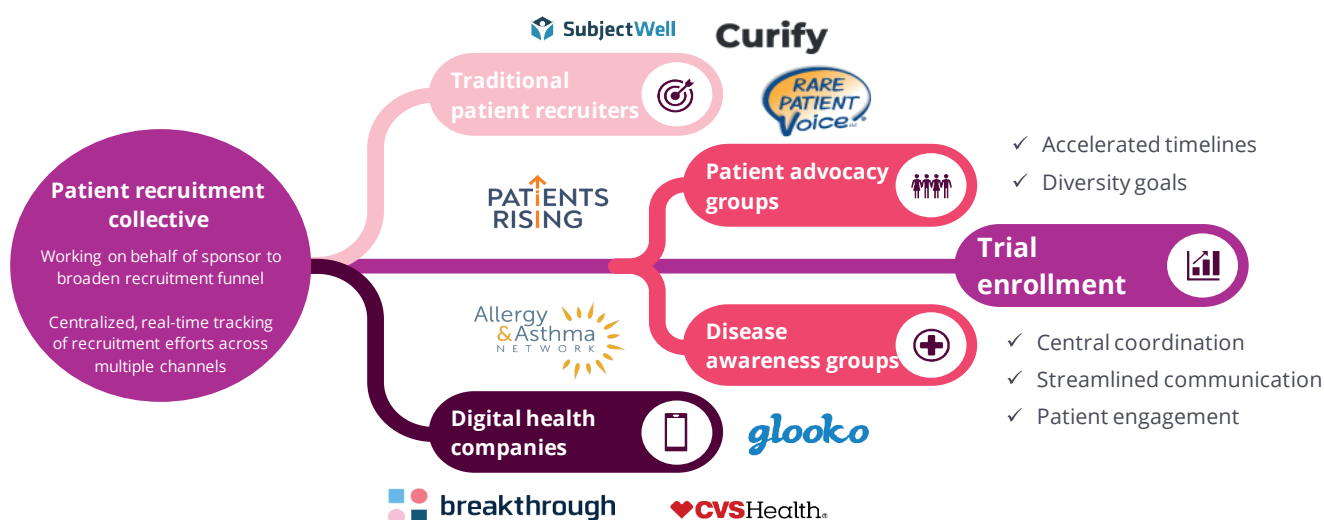 SubjectWell
Curify
Traditional
patient recruiters
RARE
PATIENT
Voice LLC ®
Patient recruitment
collective
Working on behalf of sponsor to
broaden recruitment funnel
Centralized, real-time tracking
of recruitment efforts across
multiple channels
PATIENTS
RISING
Patient advocacy
groups
✓ Accelerated timelines
✓ Diversity goals
Trial
enrollment
Allergy
&Asthma
NETWORK
Disease
awareness groups
✓ Central coordination
✓ Streamlined communication
✓ Patient engagement
Digital health
companies
glooko
breakthrough
CVSHealth®